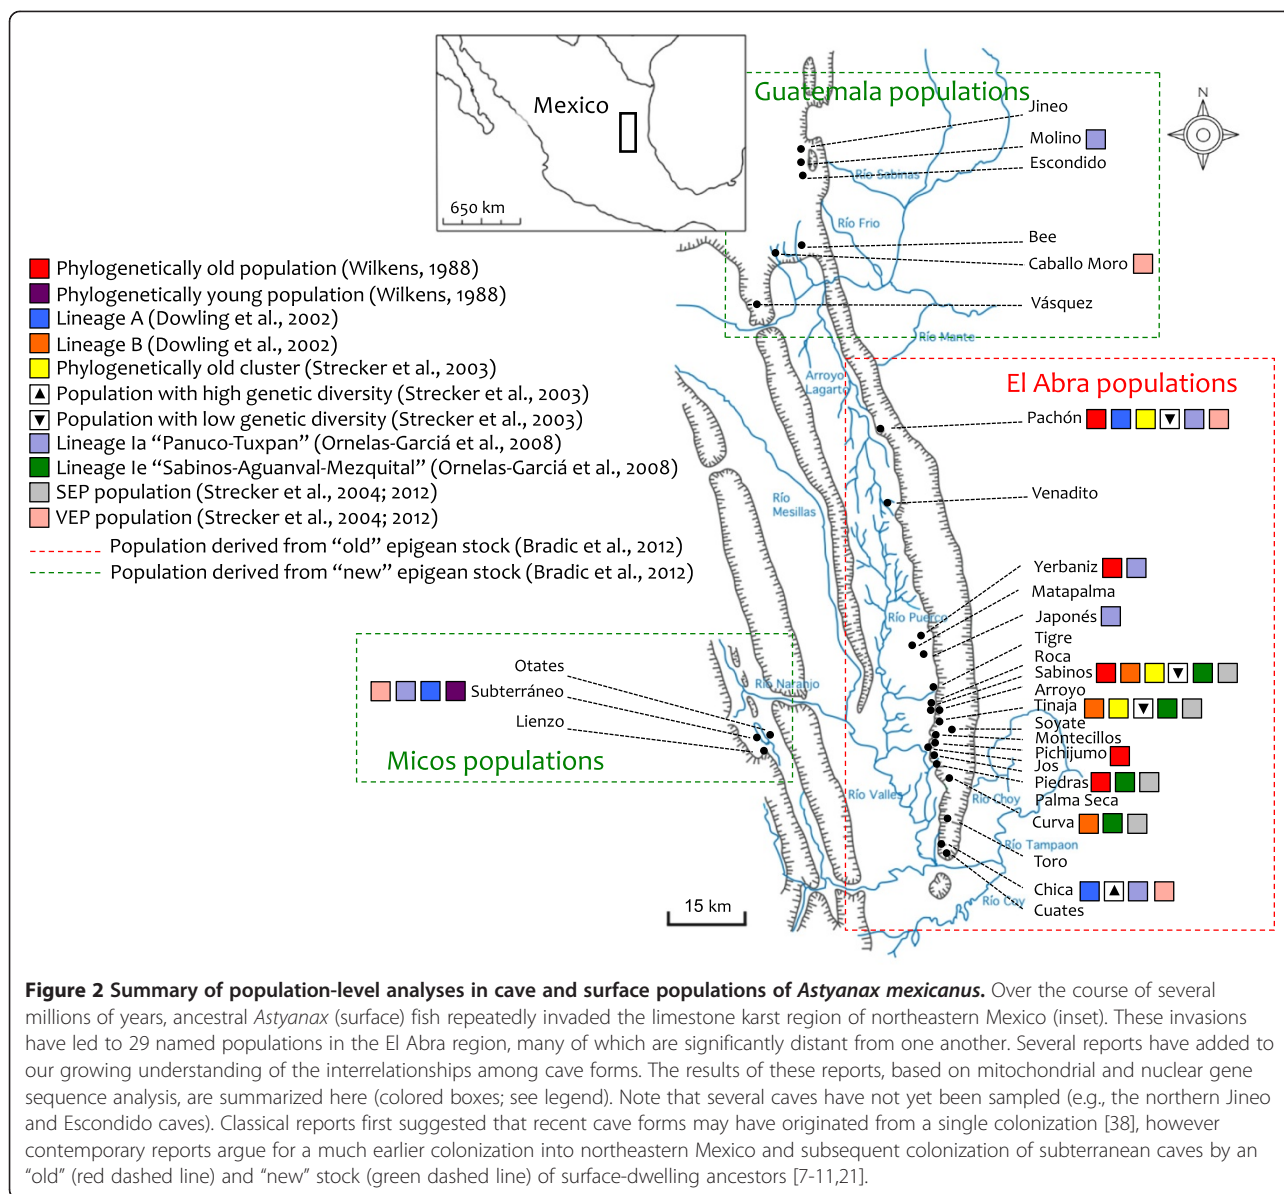 Mexico
650 km
N
Guatemala populations
Jineo
Molino
Escondido
Río Sabinas
Río Frio
Bee
Caballo Moro
Vásquez
Río Mante
Phylogenetically old population (Wilkens, 1988)
Phylogenetically young population (Wilkens, 1988)
Lineage A (Dowling et al., 2002)
Lineage B (Dowling et al., 2002)
Phylogenetically old cluster (Strecker et al., 2003)
Population with high genetic diversity (Strecker et al., 2003)
Population with low genetic diversity (Strecker et al., 2003)
Lineage Ia “Panuco-Tuxpan” (Ornelas-Garciá et al., 2008)
Lineage Ie “Sabinos-Aguanval-Mezquital” (Ornelas-Garciá et al., 2008)
SEP population (Strecker et al., 2004; 2012)
VEP population (Strecker et al., 2004; 2012)
Population derived from “old” epigean stock (Bradic et al., 2012)
Population derived from “new” epigean stock (Bradic et al., 2012)
Arroyo
Lagarto
El Abra populations
Pachón
Venadito
Río
Mesillas
Yerbaniz
Matapalma
Japonés
Río Puerco
Tigre
Roca
Sabinos
Arroyo
Tinaja
Soyate
Montecillos
Pichijumo
Jos
Piedras
Palma Seca
Curva
Toro
Chica
Cuates
Otates
Subterráneo
Lienzo
Río Naranjo
Micos populations
Río Valles
Río Choy
Río Tampaon
Río Coy
15 km
Figure 2 Summary of population-level analyses in cave and surface populations of Astyanax mexicanus. Over the course of several
millions of years, ancestral Astyanax (surface) fish repeatedly invaded the limestone karst region of northeastern Mexico (inset). These invasions
have led to 29 named populations in the El Abra region, many of which are significantly distant from one another. Several reports have added to
our growing understanding of the interrelationships among cave forms. The results of these reports, based on mitochondrial and nuclear gene
sequence analysis, are summarized here (colored boxes; see legend). Note that several caves have not yet been sampled (e.g., the northern Jineo
and Escondido caves). Classical reports first suggested that recent cave forms may have originated from a single colonization [38], however
contemporary reports argue for a much earlier colonization into northeastern Mexico and subsequent colonization of subterranean caves by an
“old” (red dashed line) and “new” stock (green dashed line) of surface-dwelling ancestors [7-11,21].